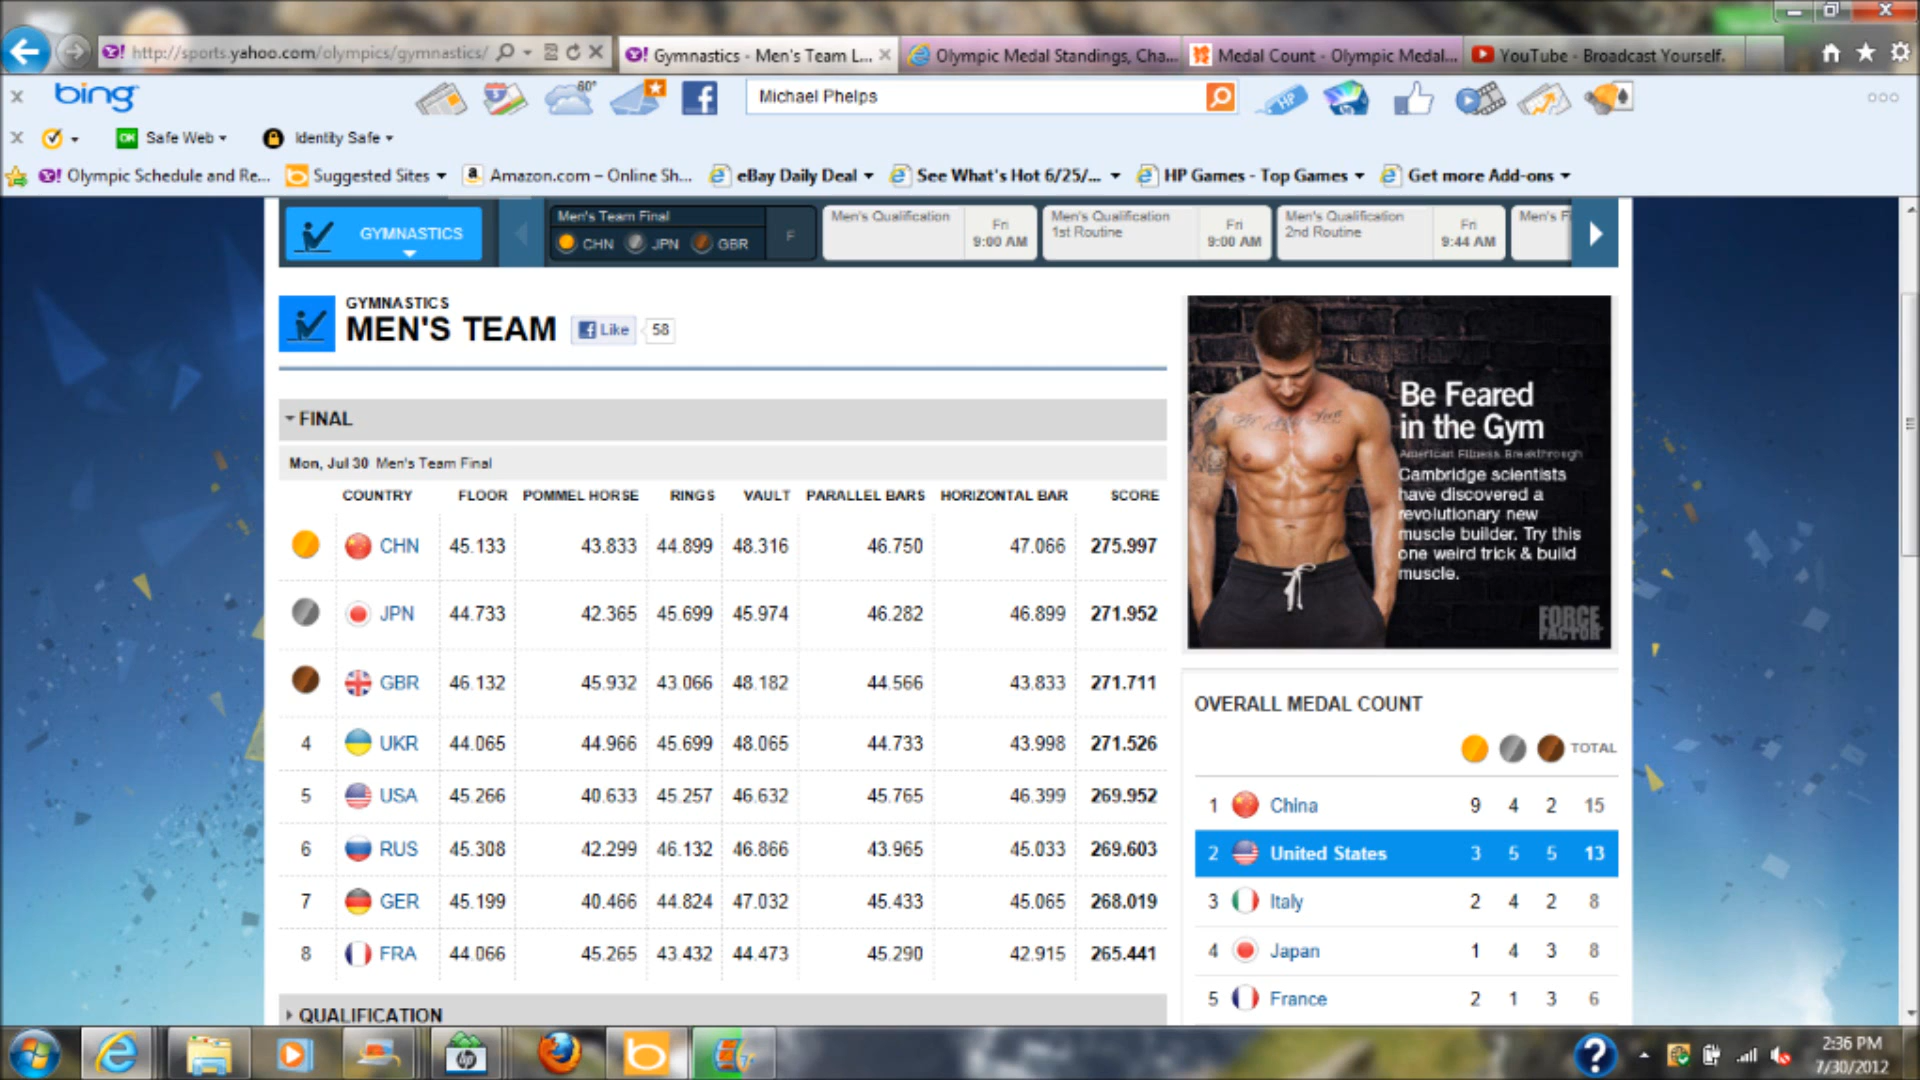 http://sports.yahoo.com/olympics/gymnastics/
Gymnastics - Men's Team L...
Olympic Medal Standings, Cha...
Medal Count - Olympic Medal...
YouTube - Broadcast Yourself.
bing
80°
Michael Phelps
Safe Web
Identity Safe
Olympic Schedule and Re...
Suggested Sites
Amazon.com – Online Sh...
eBay Daily Deal
See What's Hot 6/25/...
HP Games - Top Games
Get more Add-ons
GYMNASTICS
Men's Team Final
CHN JPN GBR F
Men's Qualification
Fri
9:00 AM
Men's Qualification
1st Routine
Fri
9:00 AM
Men's Qualification
2nd Routine
Fri
9:44 AM
Men's Fi
GYMNASTICS
MEN'S TEAM
Like 58
FINAL
Mon, Jul 30 Men's Team Final
COUNTRY FLOOR POMMEL HORSE RINGS VAULT PARALLEL BARS HORIZONTAL BAR SCORE
CHN 45.133 43.833 44.899 48.316 46.750 47.066 275.997
JPN 44.733 42.365 45.699 45.974 46.282 46.899 271.952
GBR 46.132 45.932 43.066 48.182 44.566 43.833 271.711
4 UKR 44.065 44.966 45.699 48.065 44.733 43.998 271.526
5 USA 45.266 40.633 45.257 46.632 45.765 46.399 269.952
6 RUS 45.308 42.299 46.132 46.866 43.965 45.033 269.603
7 GER 45.199 40.466 44.824 47.032 45.433 45.065 268.019
8 FRA 44.066 45.265 43.432 44.473 45.290 42.915 265.441
QUALIFICATION
Be Feared
in the Gym
American Fitness Breakthrough
Cambridge scientists
have discovered a
revolutionary new
muscle builder. Try this
one weird trick & build
muscle.
FORCE
FACTOR
OVERALL MEDAL COUNT
TOTAL
1 China 9 4 2 15
2 United States 3 5 5 13
3 Italy 2 4 2 8
4 Japan 1 4 3 8
5 France 2 1 3 6
2:36 PM
7/30/2012